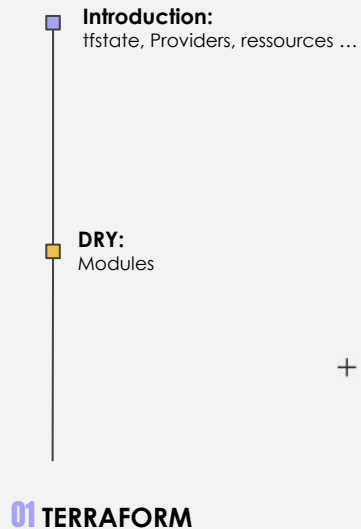 Introduction:
tfstate, Providers, ressources …
DRY:
Modules
+
01 TERRAFORM